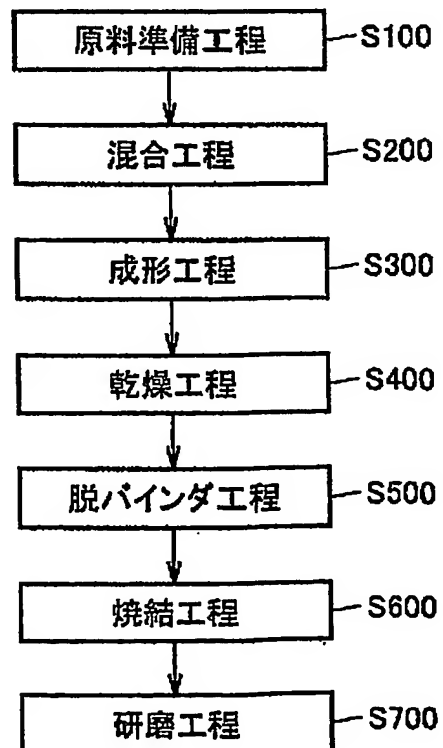 原料準備工程 S100
混合工程 S200
成形工程 S300
乾燥工程 S400
脱バインダ工程 S500
焼結工程 S600
研磨工程 S700